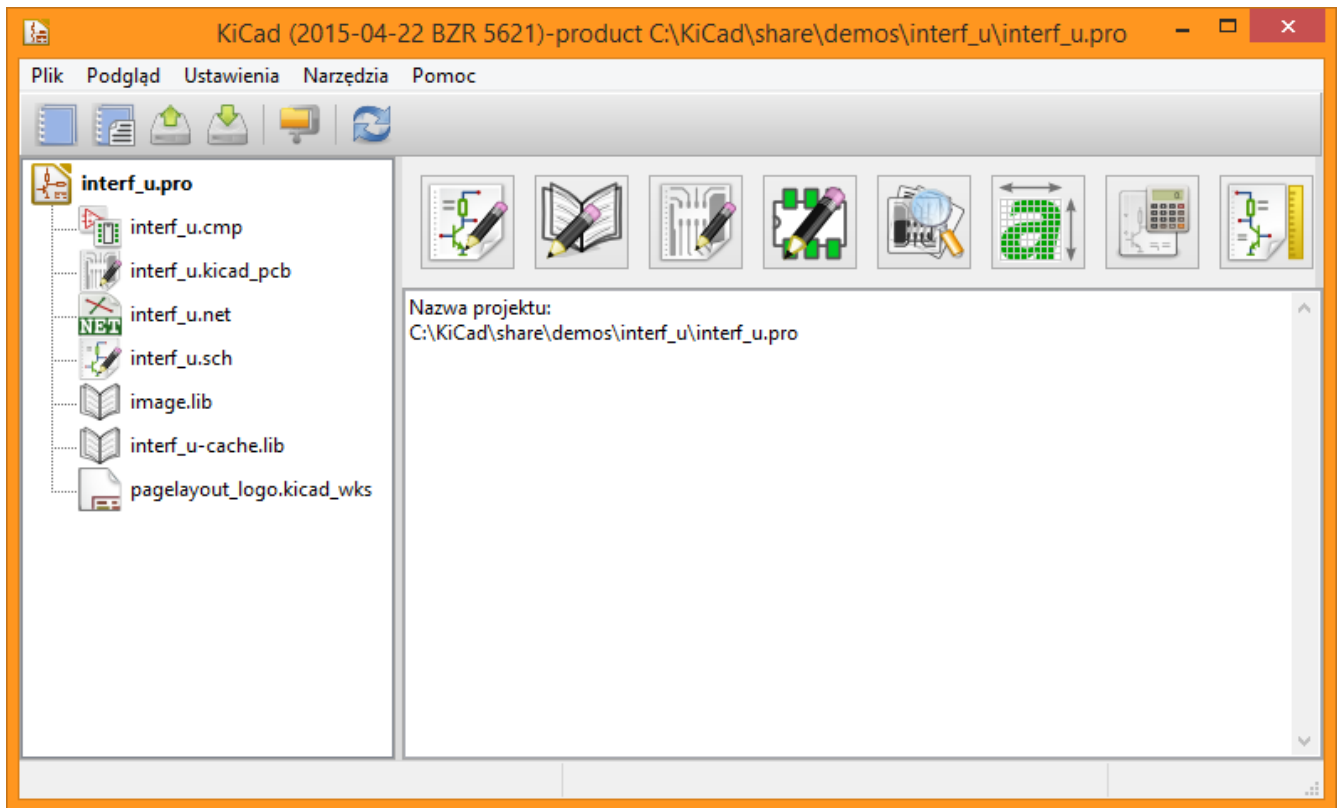 KiCad (2015-04-22 BZR 5621)-product C:\KiCad\share\demos\interf_u\interf_u.pro
Plik Podgląd Ustawienia Narzędzia Pomoc
interf_u.pro
interf_u.cmp
interf_u.kicad_pcb
NET interf_u.net
interf_u.sch
image.lib
interf_u-cache.lib
pagelayout_logo.kicad_wks
a
Nazwa projektu:
C:\KiCad\share\demos\interf_u\interf_u.pro